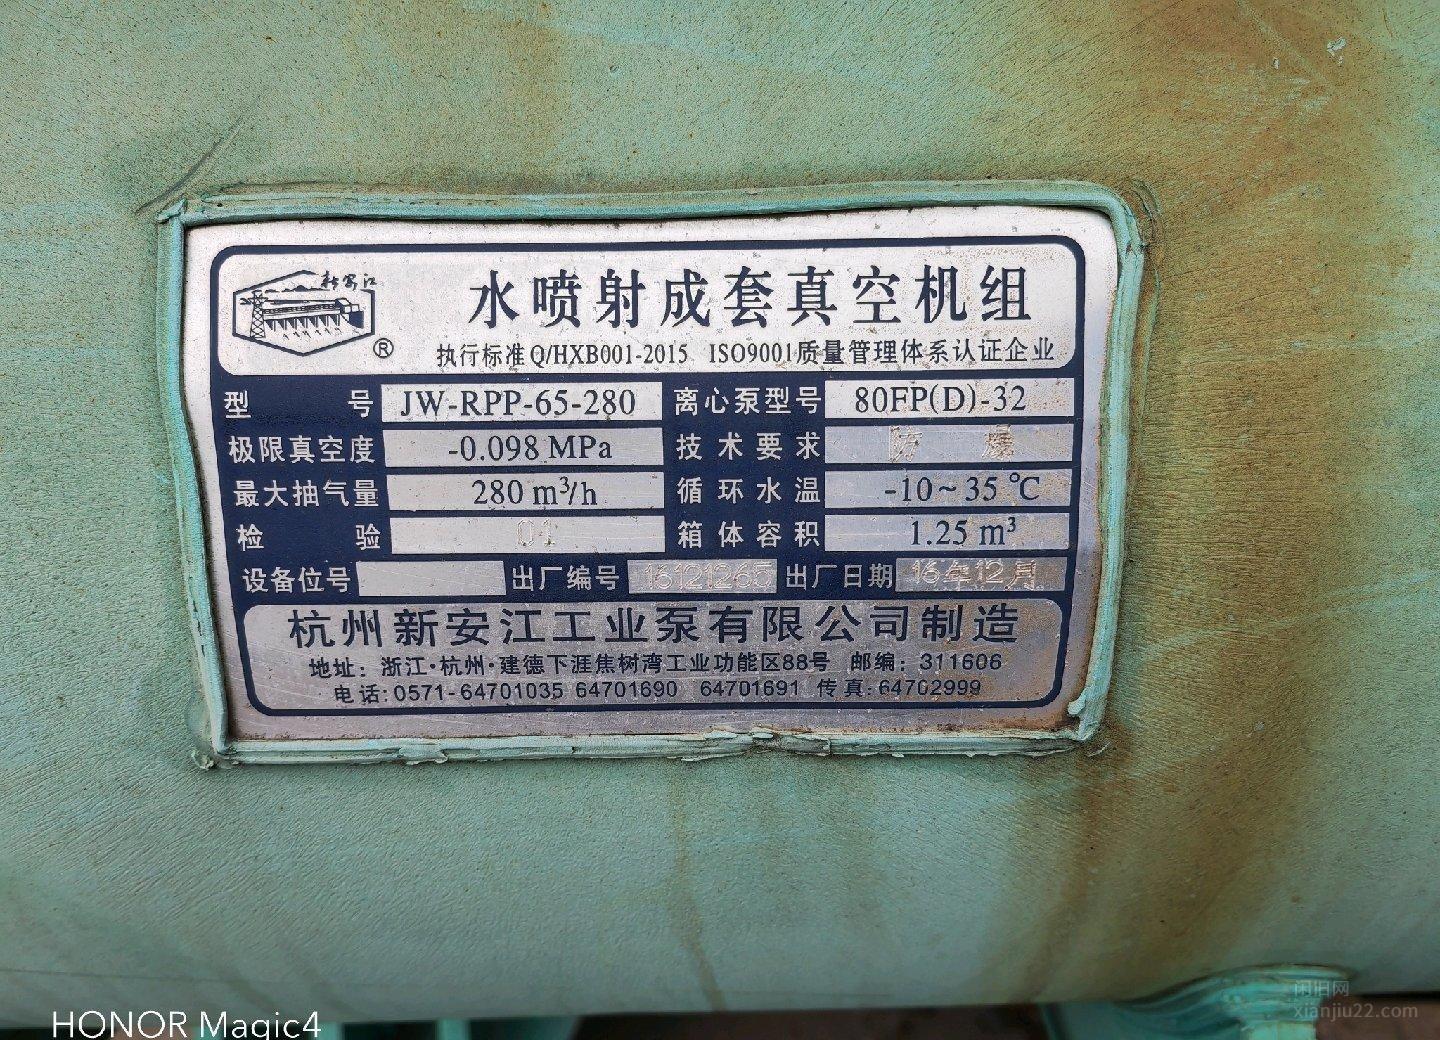 新安江
®
水喷射成套真空机组
执行标准Q/HXB001-2015 ISO9001质量管理体系认证企业
型号 JW-RPP-65-280 离心泵型号 80FP(D)-32
极限真空度 -0.098 MPa 技术要求 防爆
最大抽气量 280 m³/h 循环水温 -10~35 ℃
检验 01 箱体容积 1.25 m³
设备位号 出厂编号 16121265 出厂日期 16年12月
杭州新安江工业泵有限公司制造
地址：浙江·杭州·建德下涯焦树湾工业功能区88号 邮编：311606
电话:0571-64701035 64701690 64701691 传真:64702999
闲旧网
xianjiu22.com
HONOR Magic4